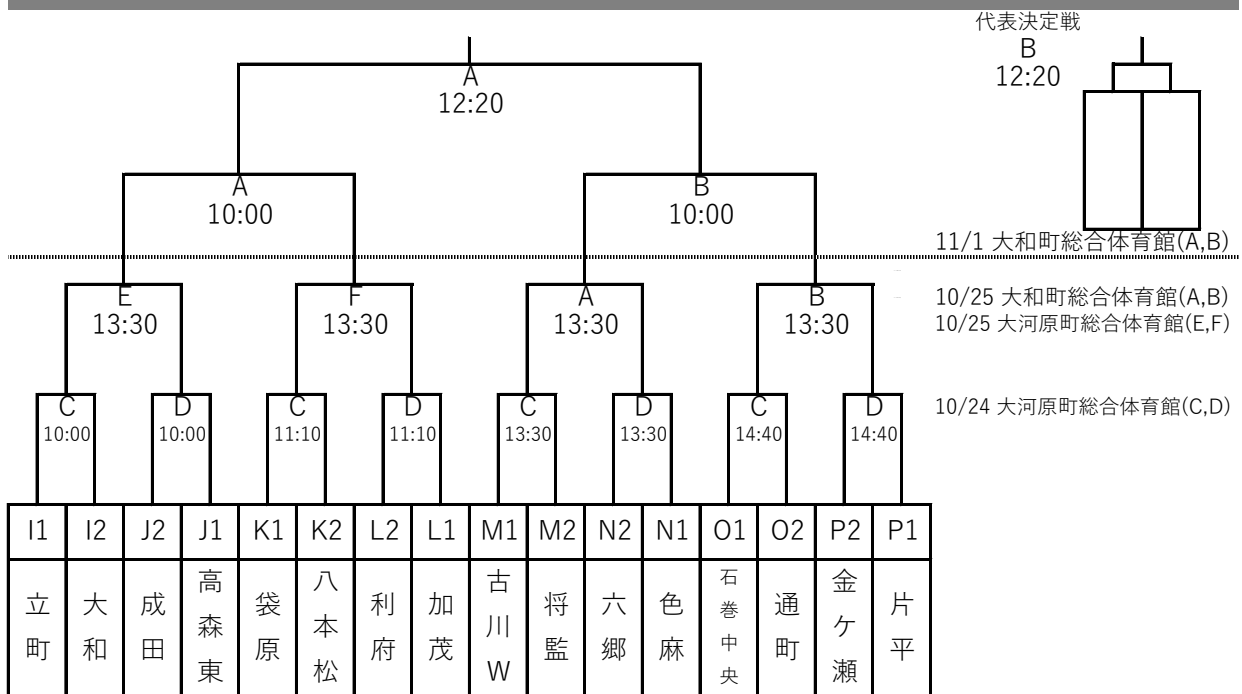 代表決定戦
B
12:20
A
12:20
A
10:00
B
10:00
11/1 大和町総合体育館(A,B)
E
13:30
F
13:30
A
13:30
B
13:30
10/25 大和町総合体育館(A,B)
10/25 大河原町総合体育館(E,F)
C
10:00
D
10:00
C
11:10
D
11:10
C
13:30
D
13:30
C
14:40
D
14:40
10/24 大河原町総合体育館(C,D)
I1 I2 J2 J1 K1 K2 L2 L1 M1 M2 N2 N1 O1 O2 P2 P1
立町
大和
成田
高森東
袋原
八本松
利府
加茂
古川W
将監
六郷
色麻
石巻中央
通町
金ケ瀬
片平